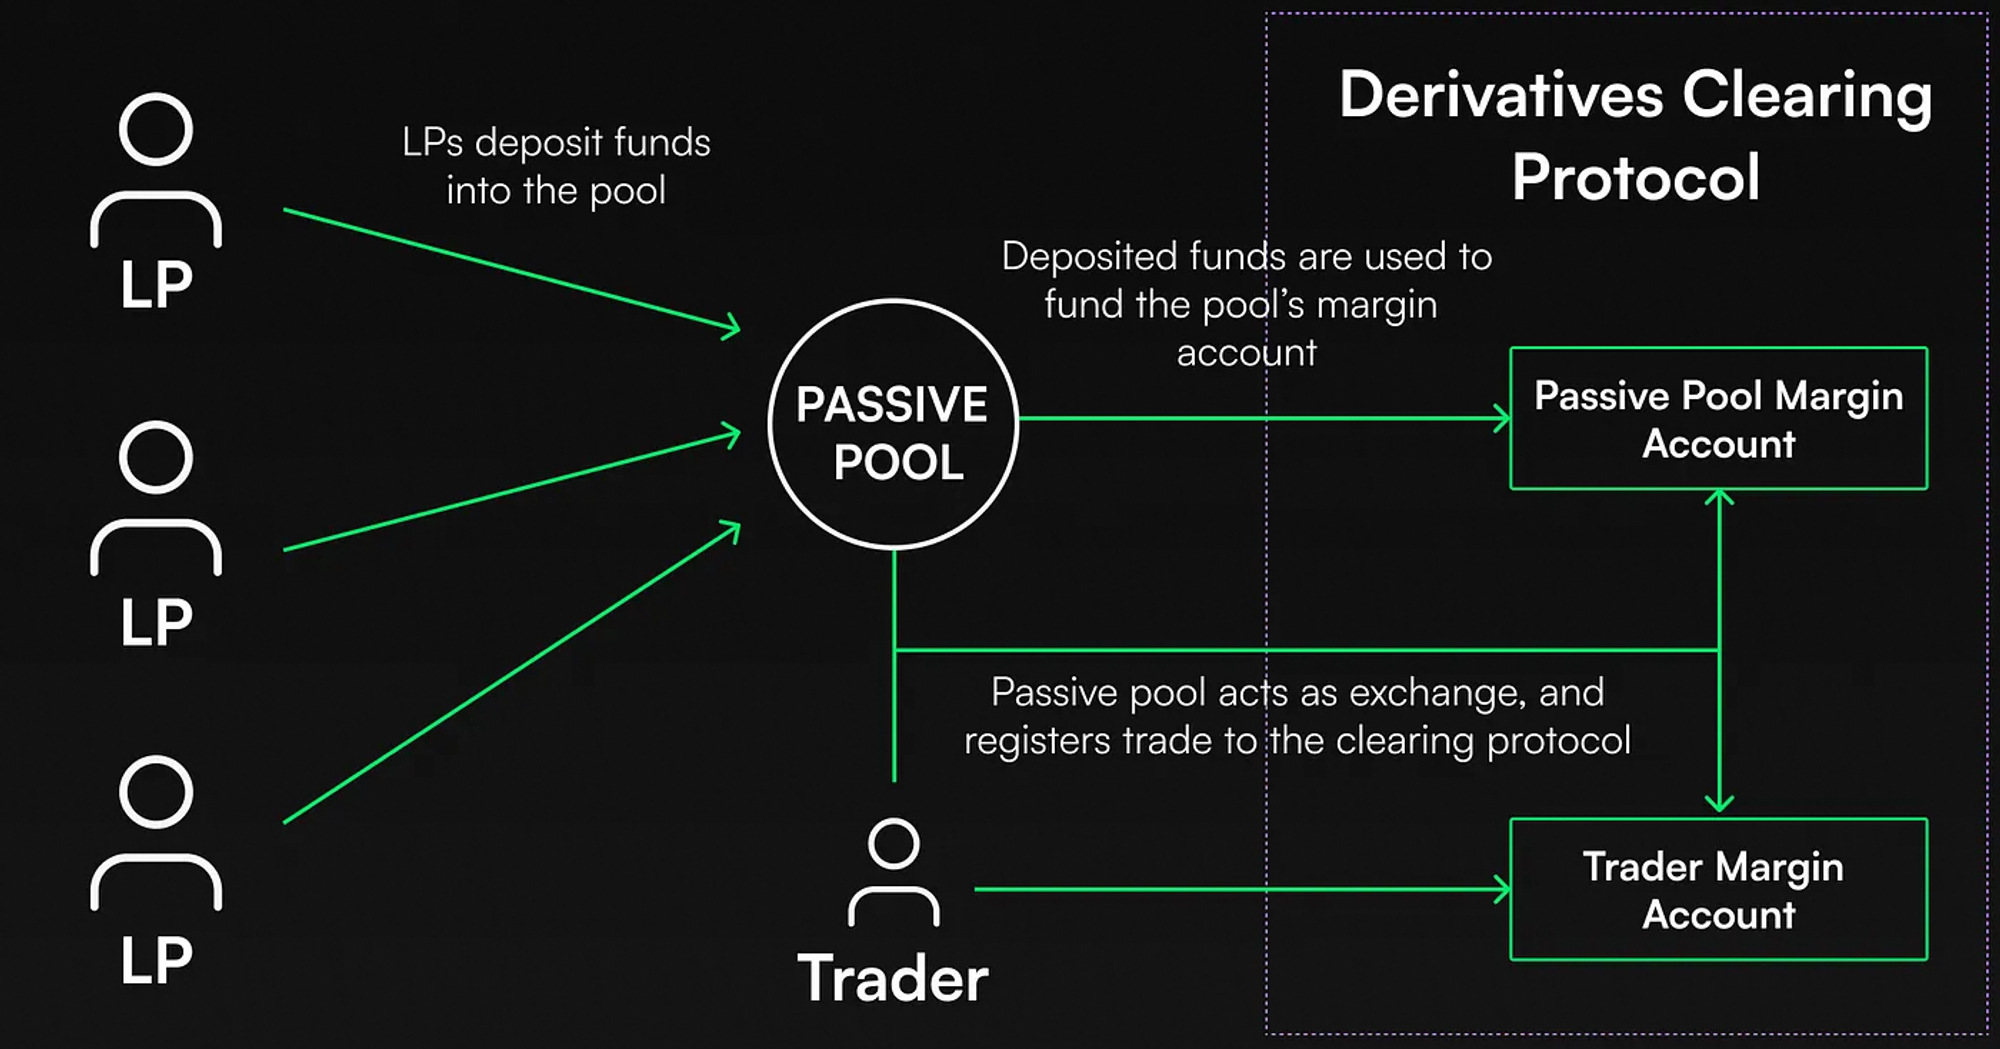 Derivatives Clearing
Protocol
LPs deposit funds
into the pool
LP
Deposited funds are used to
fund the pool's margin
account
PASSIVE
POOL
Passive Pool Margin
Account
LP
Passive pool acts as exchange, and
registers trade to the clearing protocol
LP
Trader
Trader Margin
Account